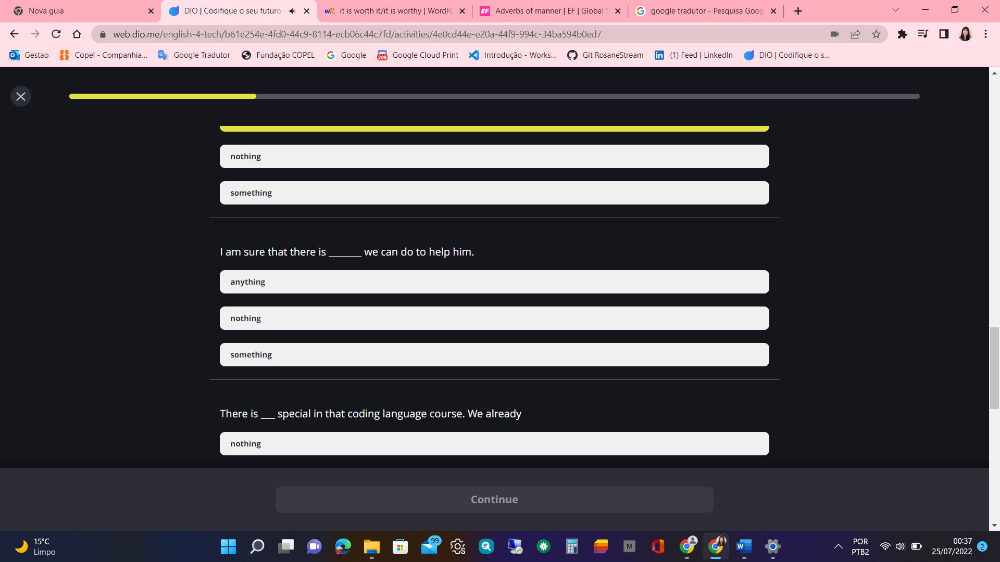 Nova guia
DIO | Codifique o seu futuro
it is worth it/it is worthy | WordRe
Adverbs of manner | EF | Global S
google tradutor - Pesquisa Goog
web.dio.me/english-4-tech/b61e254e-4fd0-44c9-8114-ecb06c44c7fd/activities/4e0cd44e-e20a-44f9-994c-34ba594b0ed7
Gestao
Copel - Companhia...
Google Tradutor
Fundação COPEL
Google
209
Google Cloud Print
Introdução - Works...
Git RosaneStream
(1) Feed | LinkedIn
DIO | Codifique o s...
nothing
something
I am sure that there is _______ we can do to help him.
anything
nothing
something
There is ___ special in that coding language course. We already
nothing
Continue
15°C
Limpo
99
M
POR
PTB2
00:37
25/07/2022
2